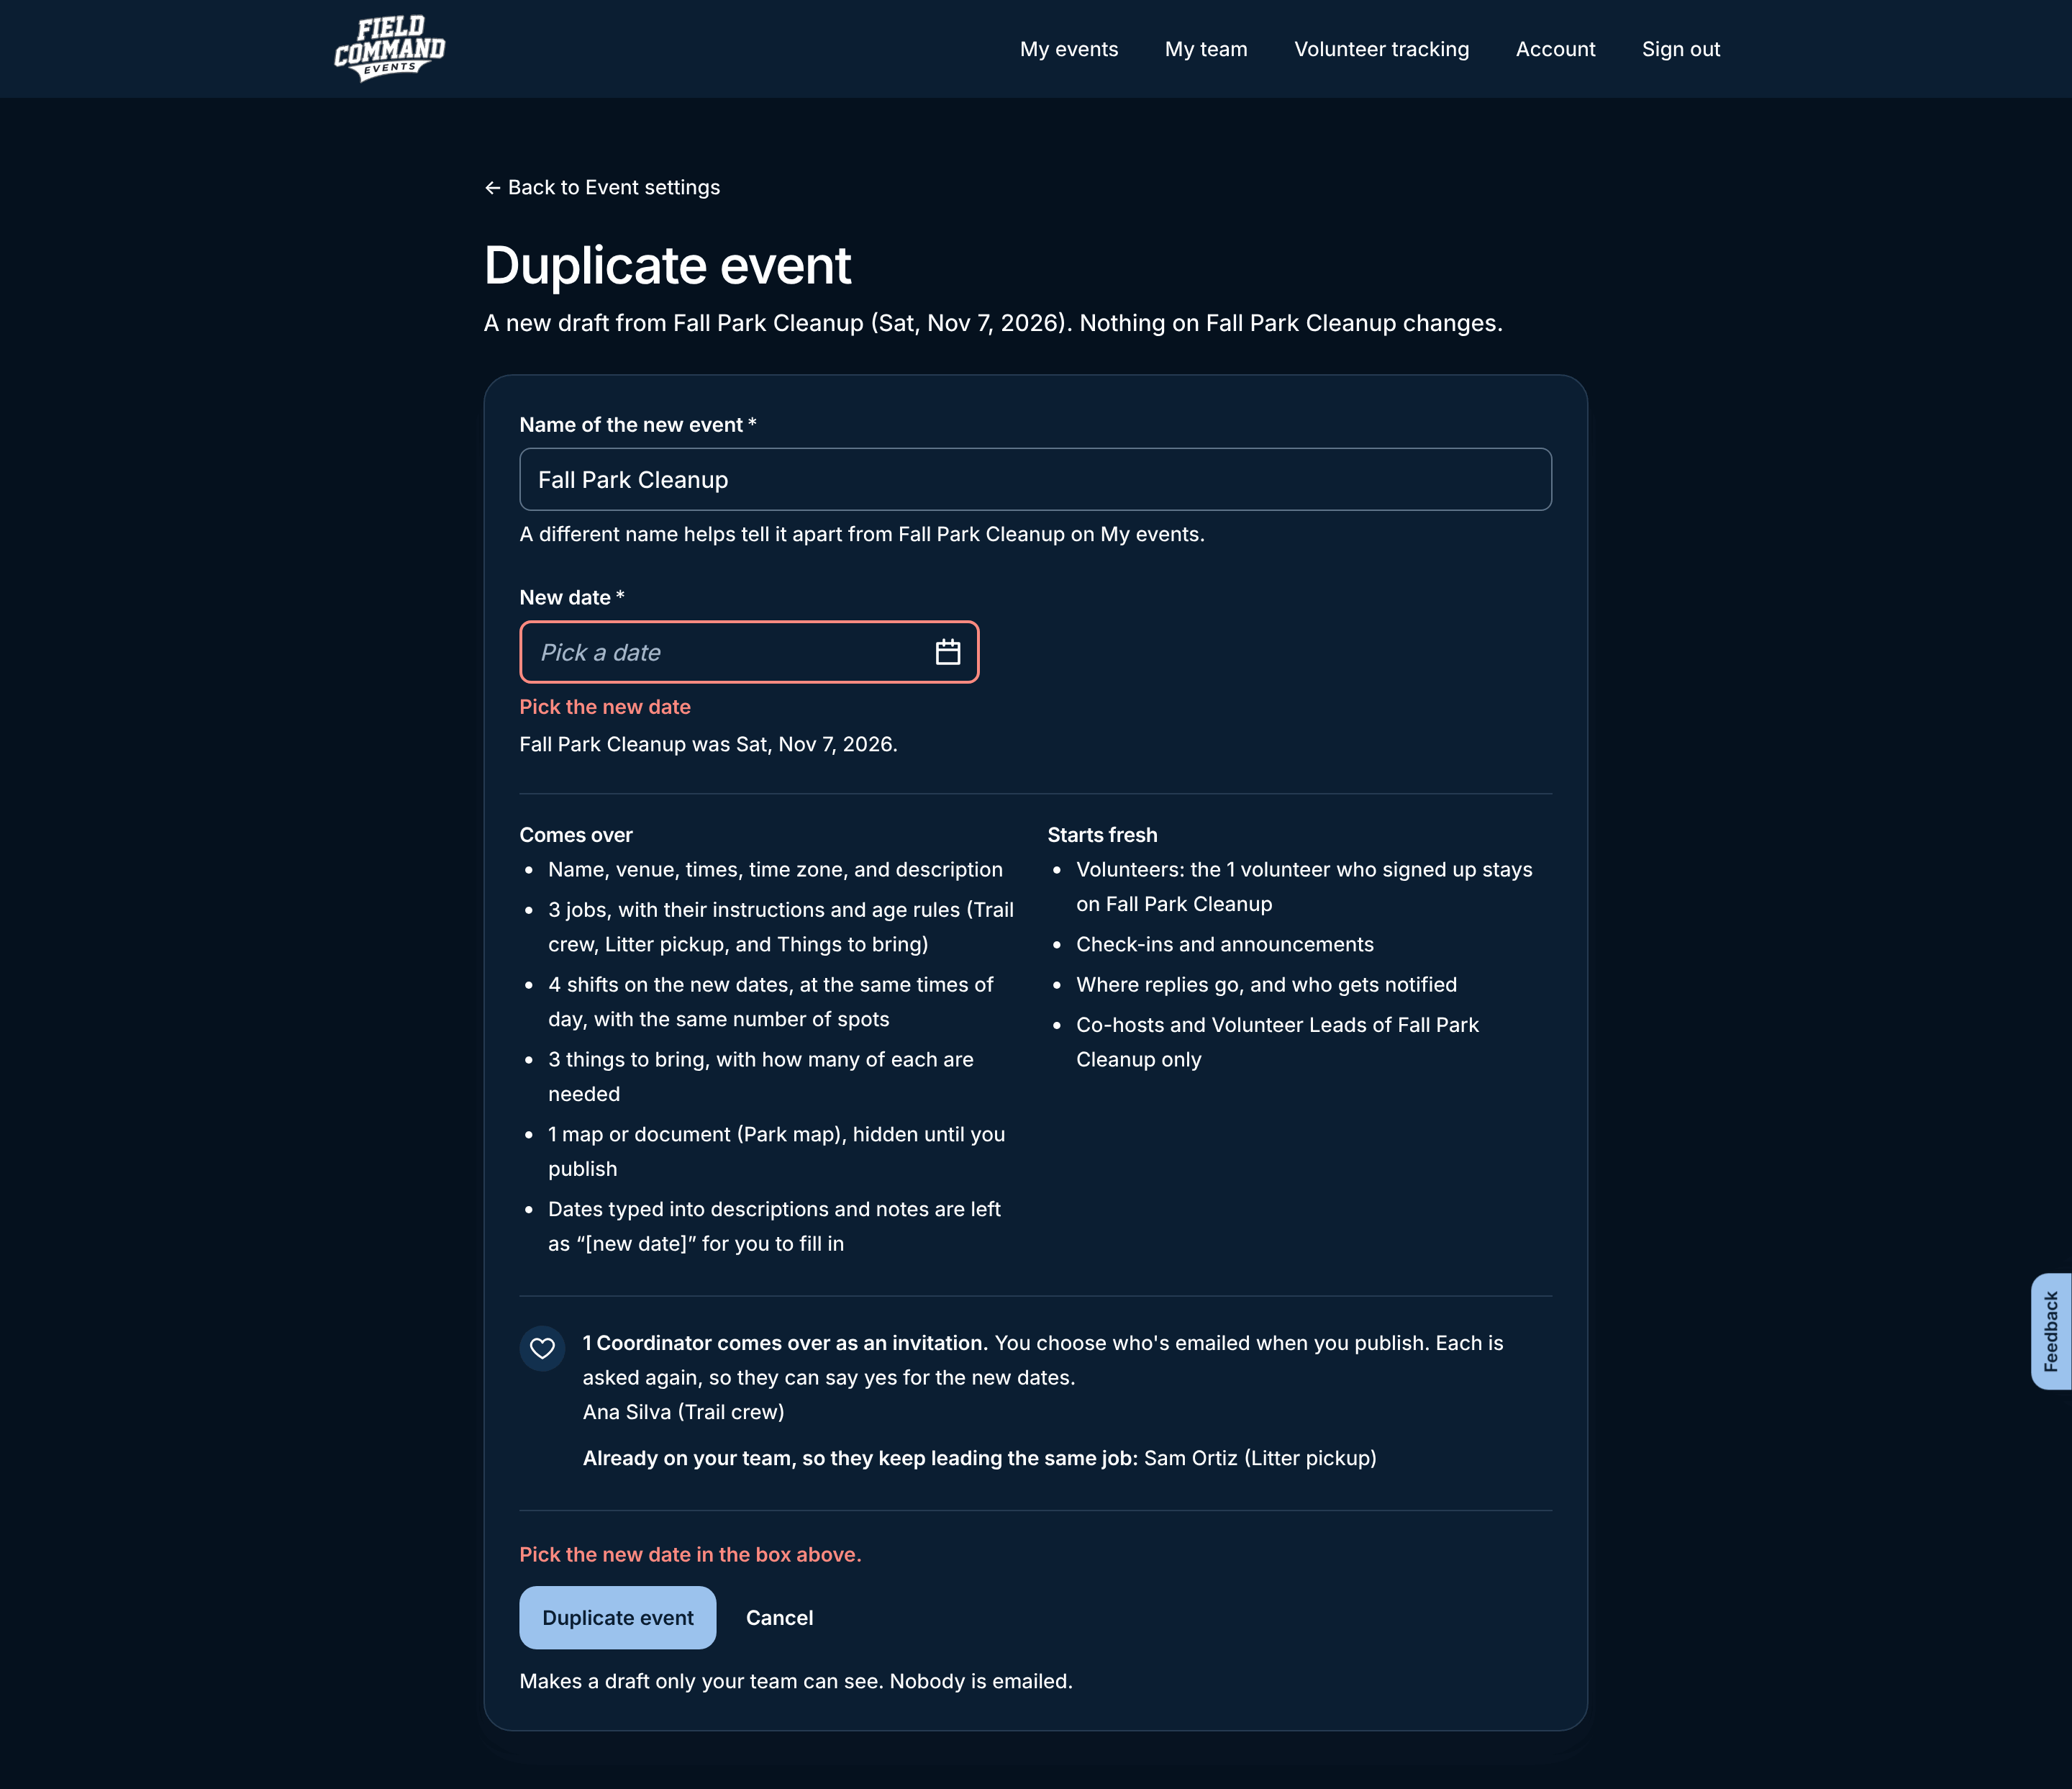 FIELD
COMMAND
EVENTS
My events
My team
Volunteer tracking
Account
Sign out
← Back to Event settings
Duplicate event
A new draft from Fall Park Cleanup (Sat, Nov 7, 2026). Nothing on Fall Park Cleanup changes.
Name of the new event *
Fall Park Cleanup
A different name helps tell it apart from Fall Park Cleanup on My events.
New date *
Pick a date
Pick the new date
Fall Park Cleanup was Sat, Nov 7, 2026.
Comes over
• Name, venue, times, time zone, and description
• 3 jobs, with their instructions and age rules (Trail
crew, Litter pickup, and Things to bring)
• 4 shifts on the new dates, at the same times of
day, with the same number of spots
• 3 things to bring, with how many of each are
needed
• 1 map or document (Park map), hidden until you
publish
• Dates typed into descriptions and notes are left
as “[new date]” for you to fill in
Starts fresh
• Volunteers: the 1 volunteer who signed up stays
on Fall Park Cleanup
• Check-ins and announcements
• Where replies go, and who gets notified
• Co-hosts and Volunteer Leads of Fall Park
Cleanup only
1 Coordinator comes over as an invitation. You choose who's emailed when you publish. Each is
asked again, so they can say yes for the new dates.
Ana Silva (Trail crew)
Already on your team, so they keep leading the same job: Sam Ortiz (Litter pickup)
Pick the new date in the box above.
Duplicate event
Cancel
Makes a draft only your team can see. Nobody is emailed.
Feedback